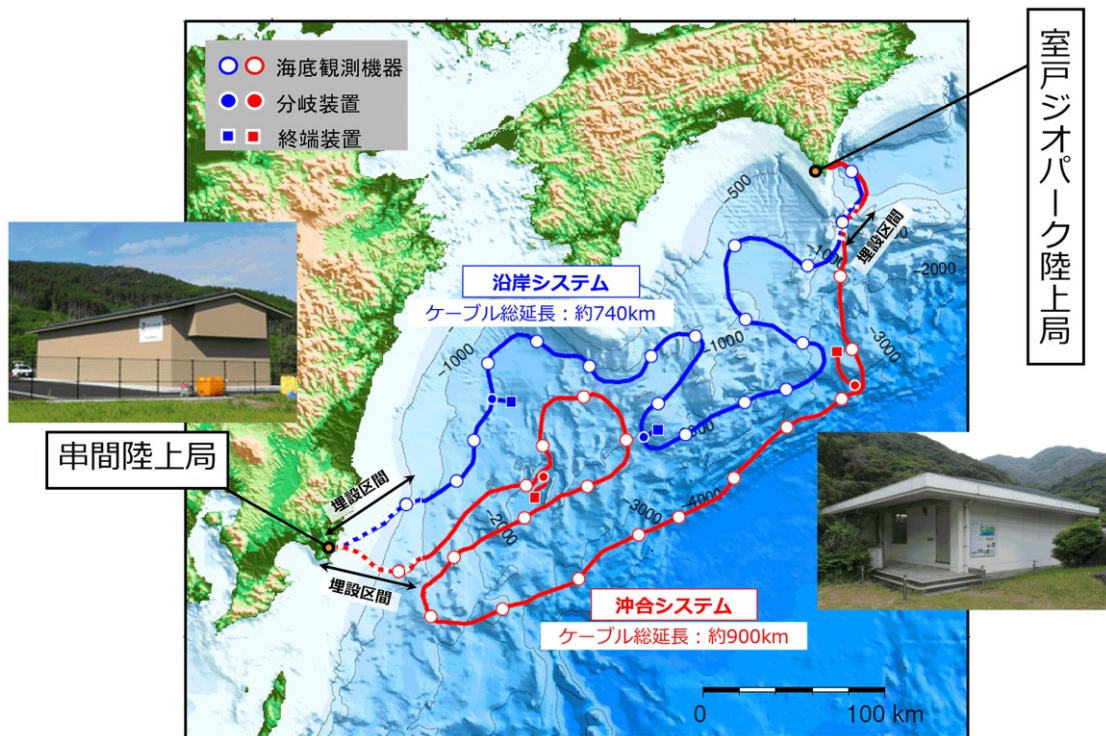 海底観測機器
分岐装置
終端装置
室戸ジオパーク陸上局
-500
埋設区間
-1000
-2000
沿岸システム
ケーブル総延長：約740km
-1000
-1000
-3000
串間陸上局
埋設区間
-2000
-3000
-4000
埋設区間
沖合システム
ケーブル総延長：約900km
0
100 km